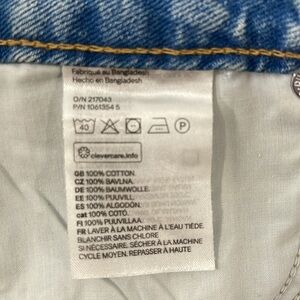 Fabriqué au Bangladesh
Hecho en Bangladesh
O/N 217043
P/N 1061354 5
40
P
clevercare.info
GB 100% COTTON.
CZ 100% BAVLNA.
DE 100% BAUMWOLLE.
EE 100% PUUVILL.
ES 100% ALGODÓN.
cat 100% COTÓ.
FI 100% PUUVILLAA.
FR LAVER À LA MACHINE À L'EAU TIÈDE.
BLANCHIR SANS CHLORE
SI NÉCESSAIRE. SÉCHER À LA MACHINE
CYCLE MOYEN. REPASSER À HAUTE